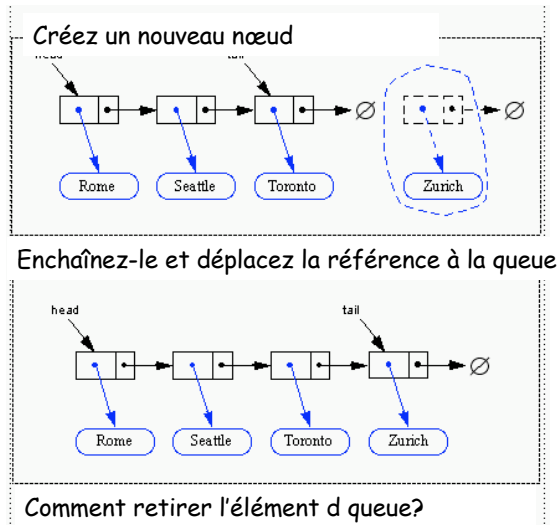 Créez un nouveau nœud
head tail
Rome Seattle Toronto Zurich
Enchaînez-le et déplacez la référence à la queue
head tail
Rome Seattle Toronto Zurich
Comment retirer l'élément d queue?